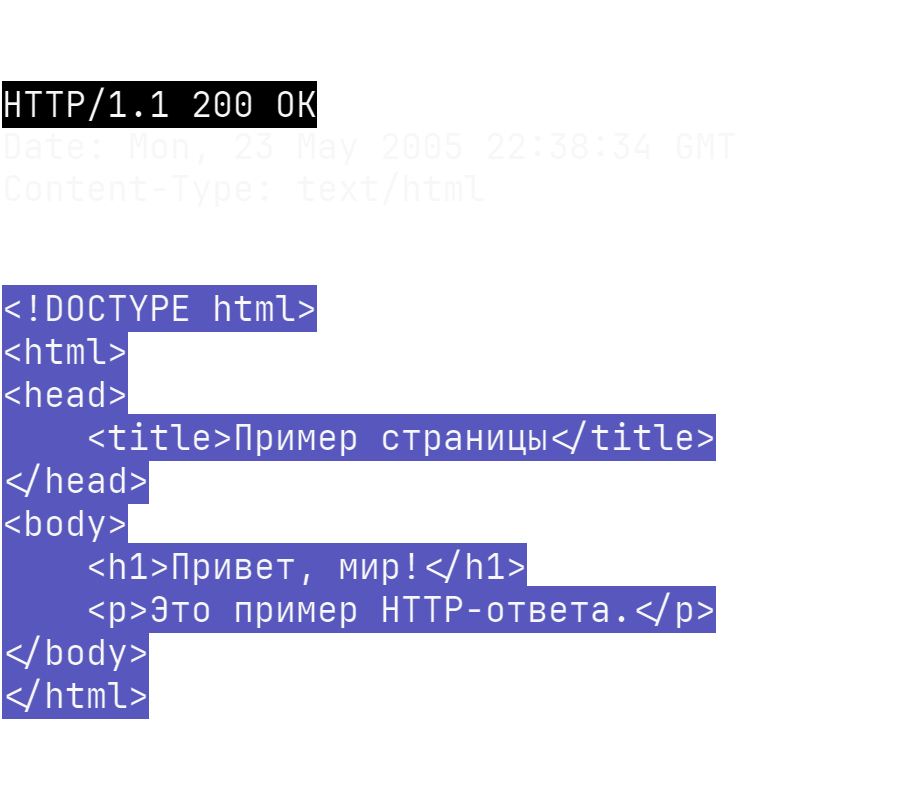 HTTP/1.1 200 OK
Date: Mon, 23 May 2005 22:38:34 GMT
Content-Type: text/html
<!DOCTYPE html>
<html>
<head>
    <title>Пример страницы</title>
</head>
<body>
    <h1>Привет, мир!</h1>
    <p>Это пример HTTP-ответа.</p>
</body>
</html>